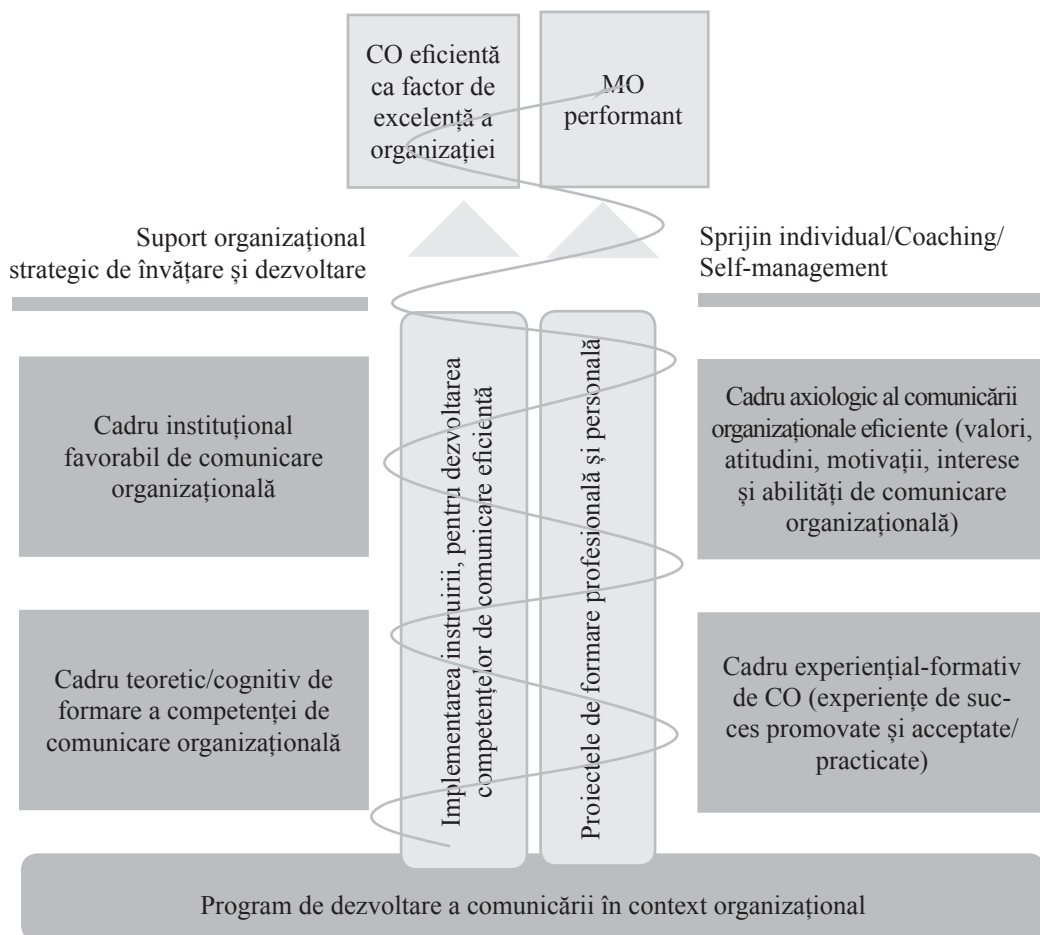 CO eficientă
ca factor de
excelență a
organizației
MO
performant
Suport organizațional
strategic de învățare și dezvoltare
Sprijin individual/Coaching/
Self-management
Cadru instituțional
favorabil de comunicare
organizațională
Cadru teoretic/cognitiv de
formare a competenței de
comunicare organizațională
Implementarea instruirii, pentru dezvoltarea
competențelor de comunicare eficientă
Proiectele de formare profesională și personală
Cadru axiologic al comunicării
organizaționale eficiente (valori,
atitudini, motivații, interese
și abilități de comunicare
organizațională)
Cadru experiențial-formativ
de CO (experiențe de suc-
ces promovate și acceptate/
practicate)
Program de dezvoltare a comunicării în context organizațional